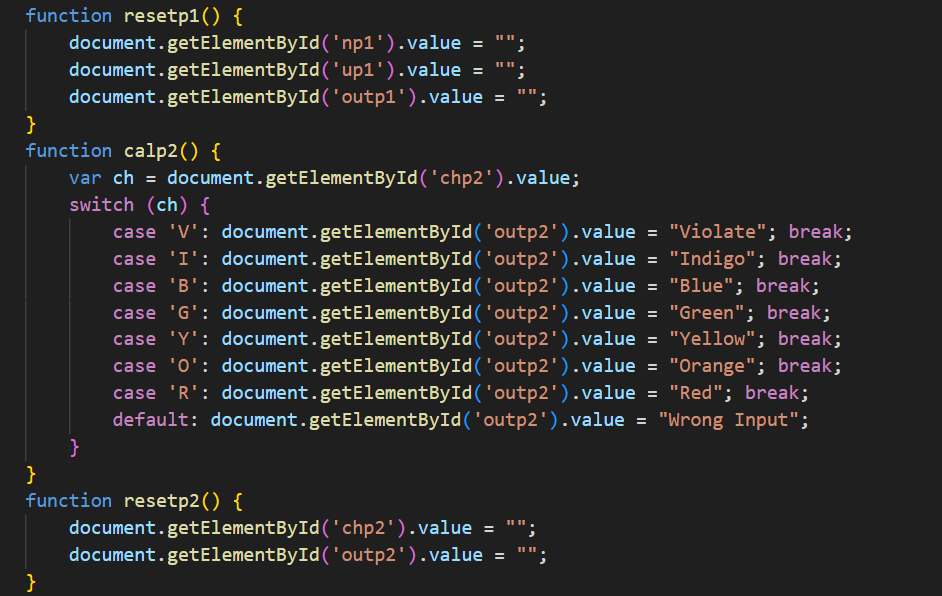 function resetp1() {
    document.getElementById('np1').value = "";
    document.getElementById('up1').value = "";
    document.getElementById('outp1').value = "";
}
function calp2() {
    var ch = document.getElementById('chp2').value;
    switch (ch) {
        case 'V': document.getElementById('outp2').value = "Violate"; break;
        case 'I': document.getElementById('outp2').value = "Indigo"; break;
        case 'B': document.getElementById('outp2').value = "Blue"; break;
        case 'G': document.getElementById('outp2').value = "Green"; break;
        case 'Y': document.getElementById('outp2').value = "Yellow"; break;
        case 'O': document.getElementById('outp2').value = "Orange"; break;
        case 'R': document.getElementById('outp2').value = "Red"; break;
        default: document.getElementById('outp2').value = "Wrong Input";
    }
}
function resetp2() {
    document.getElementById('chp2').value = "";
    document.getElementById('outp2').value = "";
}